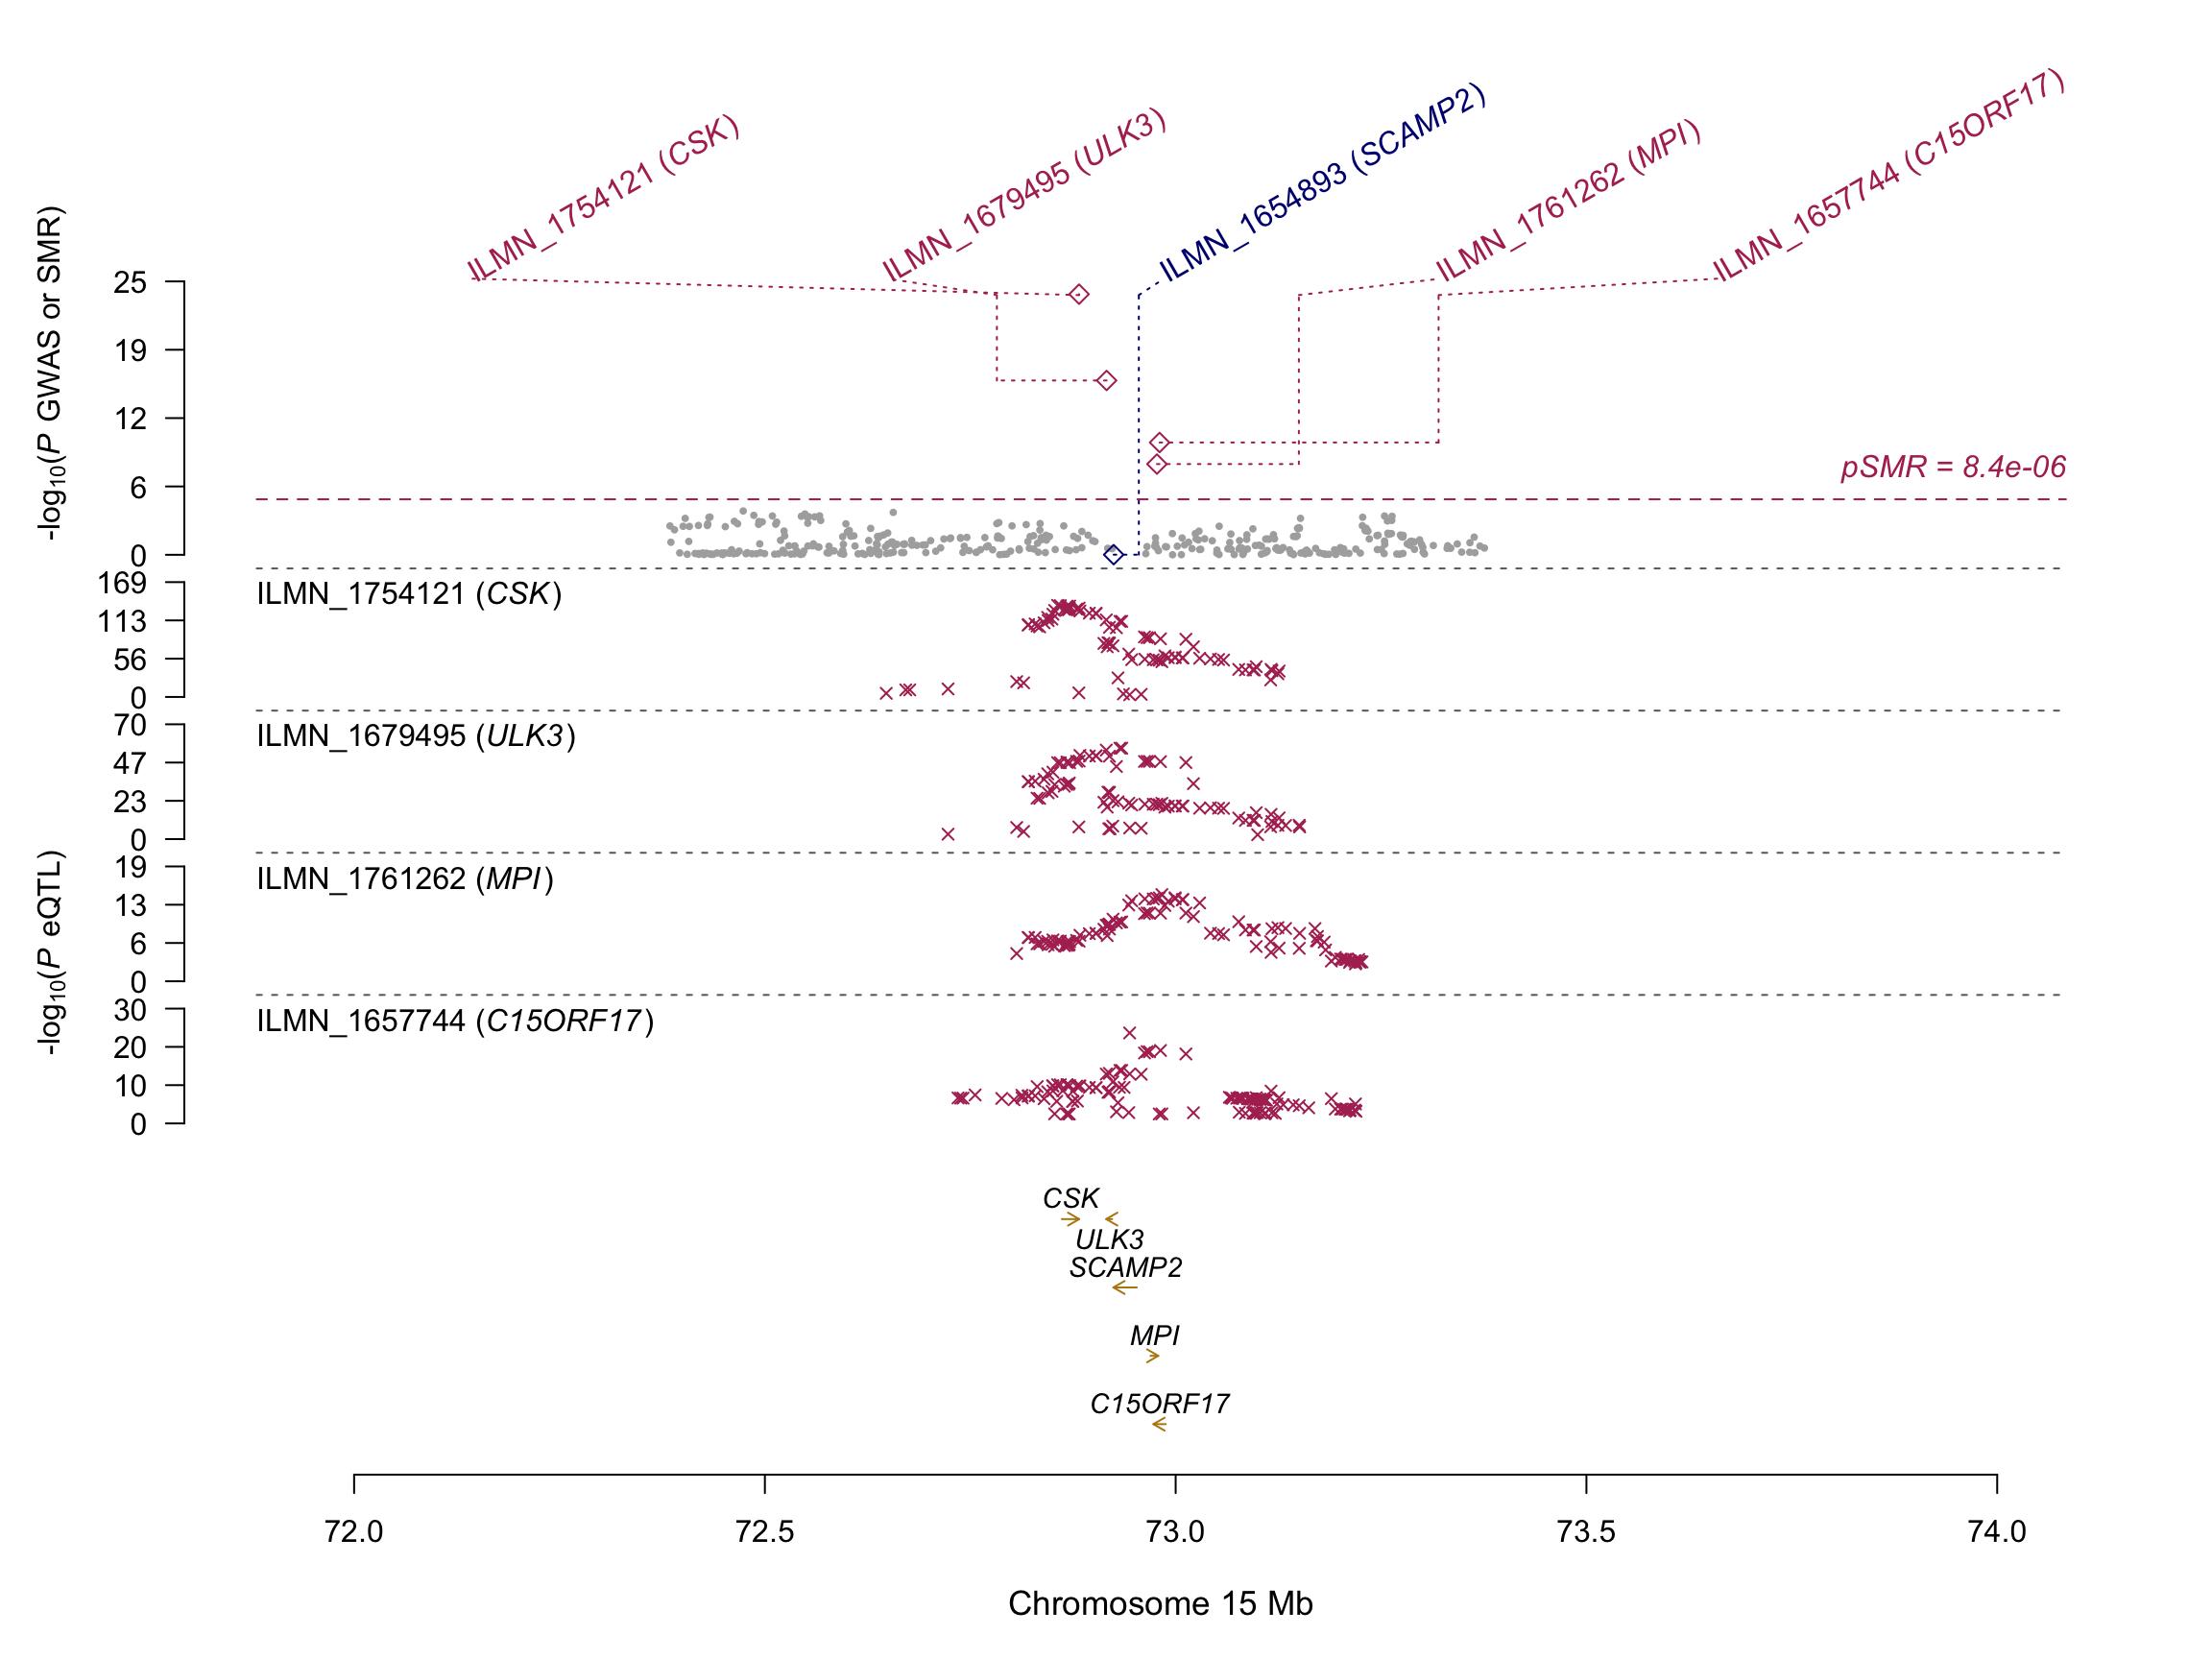 ILMN_1754121 (CSK)
ILMN_1679495 (ULK3)
ILMN_1654893 (SCAMP2)
ILMN_1761262 (MPI)
ILMN_1657744 (C15ORF17)
-log10(P GWAS or SMR)
25
19
12
6
0
pSMR = 8.4e-06
-log10(P eQTL)
ILMN_1754121 (CSK)
169
113
56
0
ILMN_1679495 (ULK3)
70
47
23
0
ILMN_1761262 (MPI)
19
13
6
0
ILMN_1657744 (C15ORF17)
30
20
10
0
CSK
ULK3
SCAMP2
MPI
C15ORF17
72.0 72.5 73.0 73.5 74.0
Chromosome 15 Mb